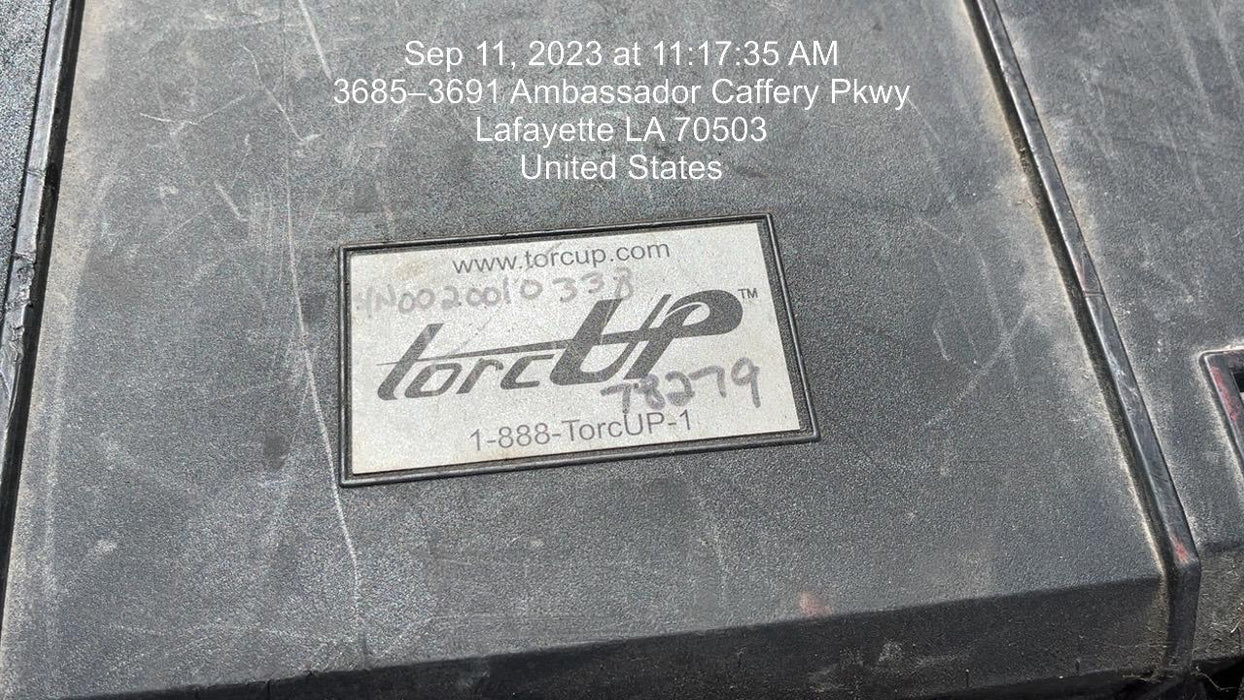 Sep 11, 2023 at 11:17:35 AM
3685–3691 Ambassador Caffery Pkwy
Lafayette LA 70503
United States
www.torcup.com
torcUP™
78279
1-888-TorcUP-1